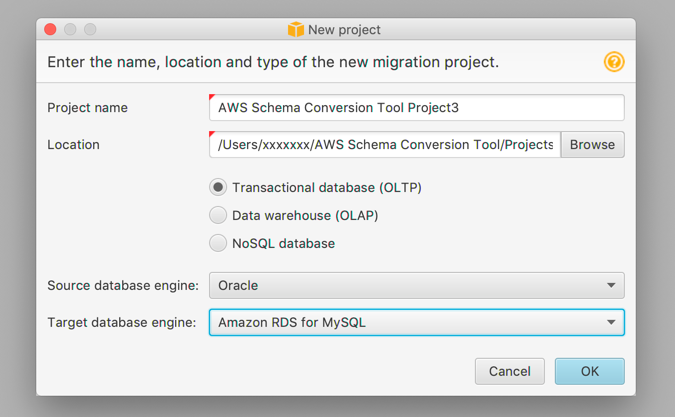 New project
Enter the name, location and type of the new migration project.
?
Project name
AWS Schema Conversion Tool Project3
Location
/Users/xxxxxxx/AWS Schema Conversion Tool/Projects
Browse
Transactional database (OLTP)
Data warehouse (OLAP)
NoSQL database
Source database engine:
Oracle
Target database engine:
Amazon RDS for MySQL
Cancel
OK